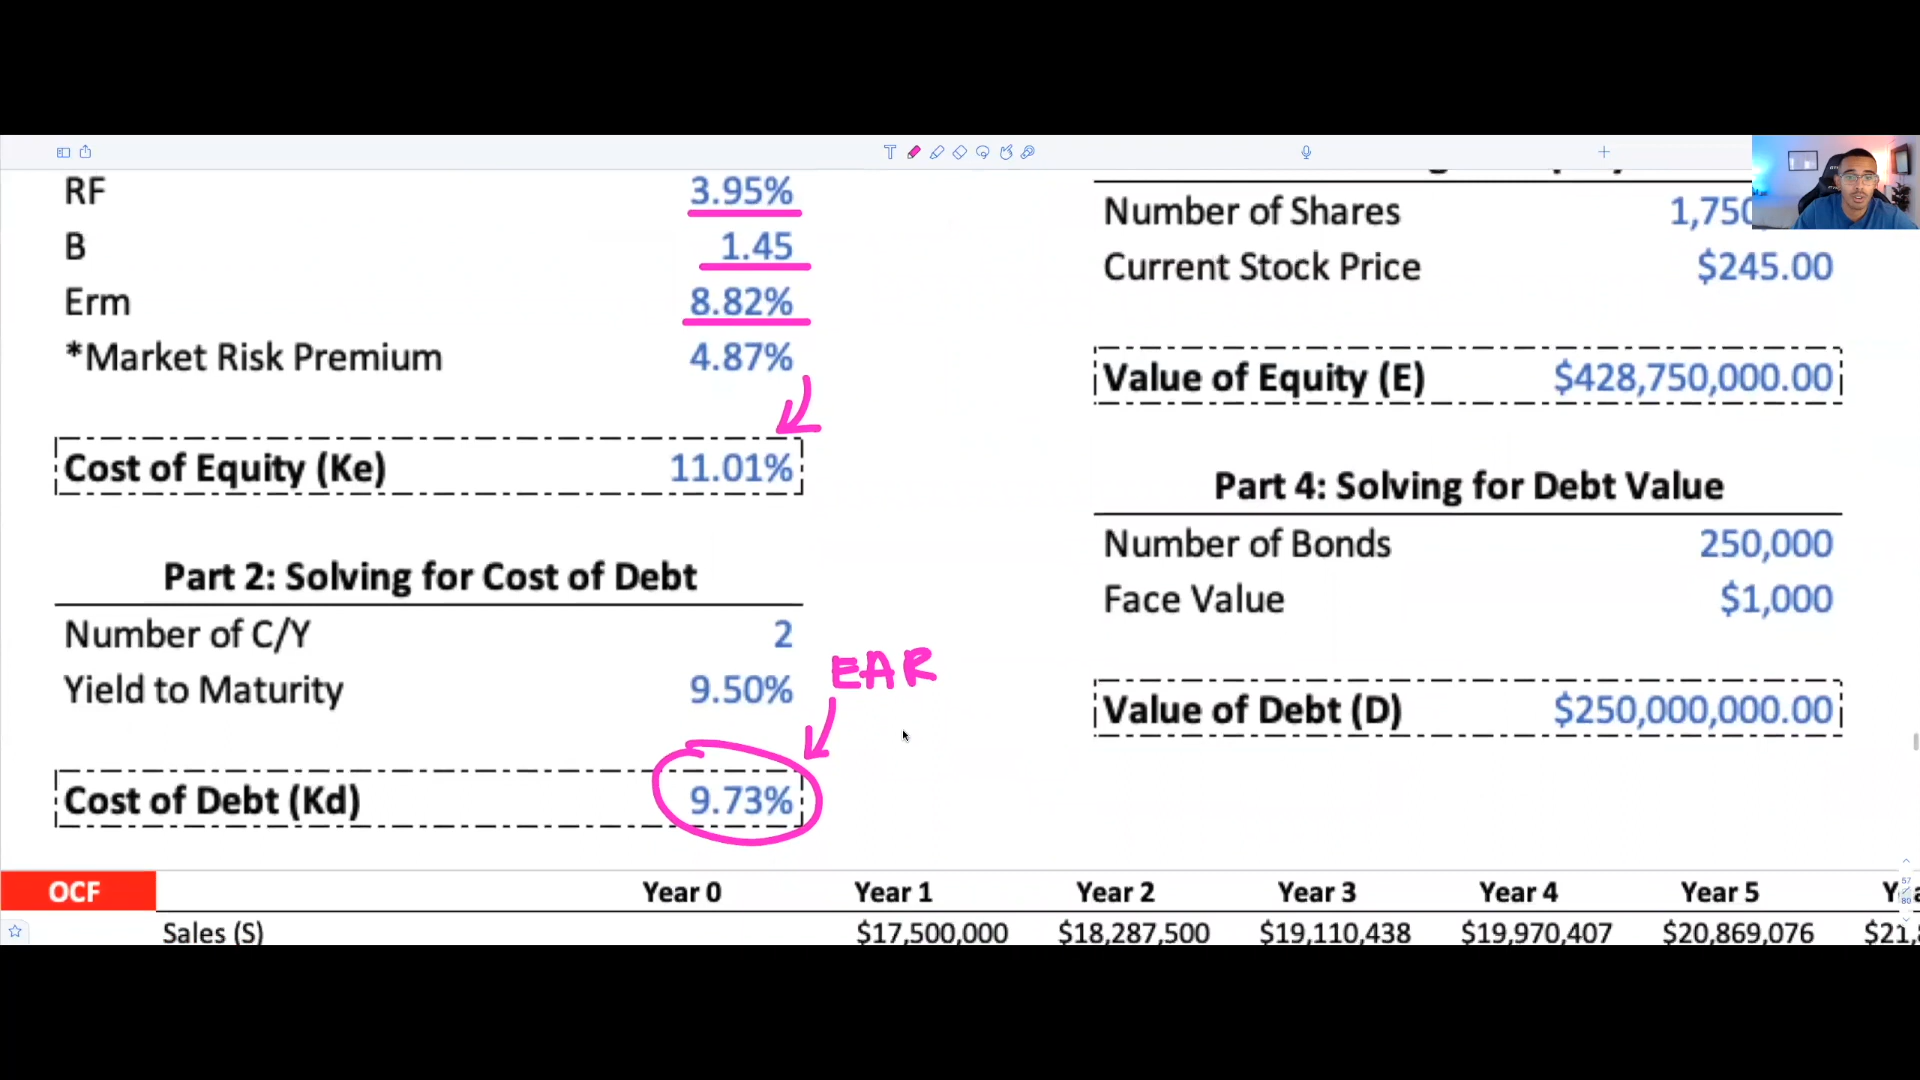 RF 3.95%
B 1.45
Erm 8.82%
*Market Risk Premium 4.87%
Cost of Equity (Ke) 11.01%
Part 2: Solving for Cost of Debt
Number of C/Y 2
Yield to Maturity 9.50%
EAR
Cost of Debt (Kd) 9.73%
Number of Shares 1,750
Current Stock Price $245.00
Value of Equity (E) $428,750,000.00
Part 4: Solving for Debt Value
Number of Bonds 250,000
Face Value $1,000
Value of Debt (D) $250,000,000.00
OCF Year 0 Year 1 Year 2 Year 3 Year 4 Year 5
Sales (S) $17,500,000 $18,287,500 $19,110,438 $19,970,407 $20,869,076
57
80